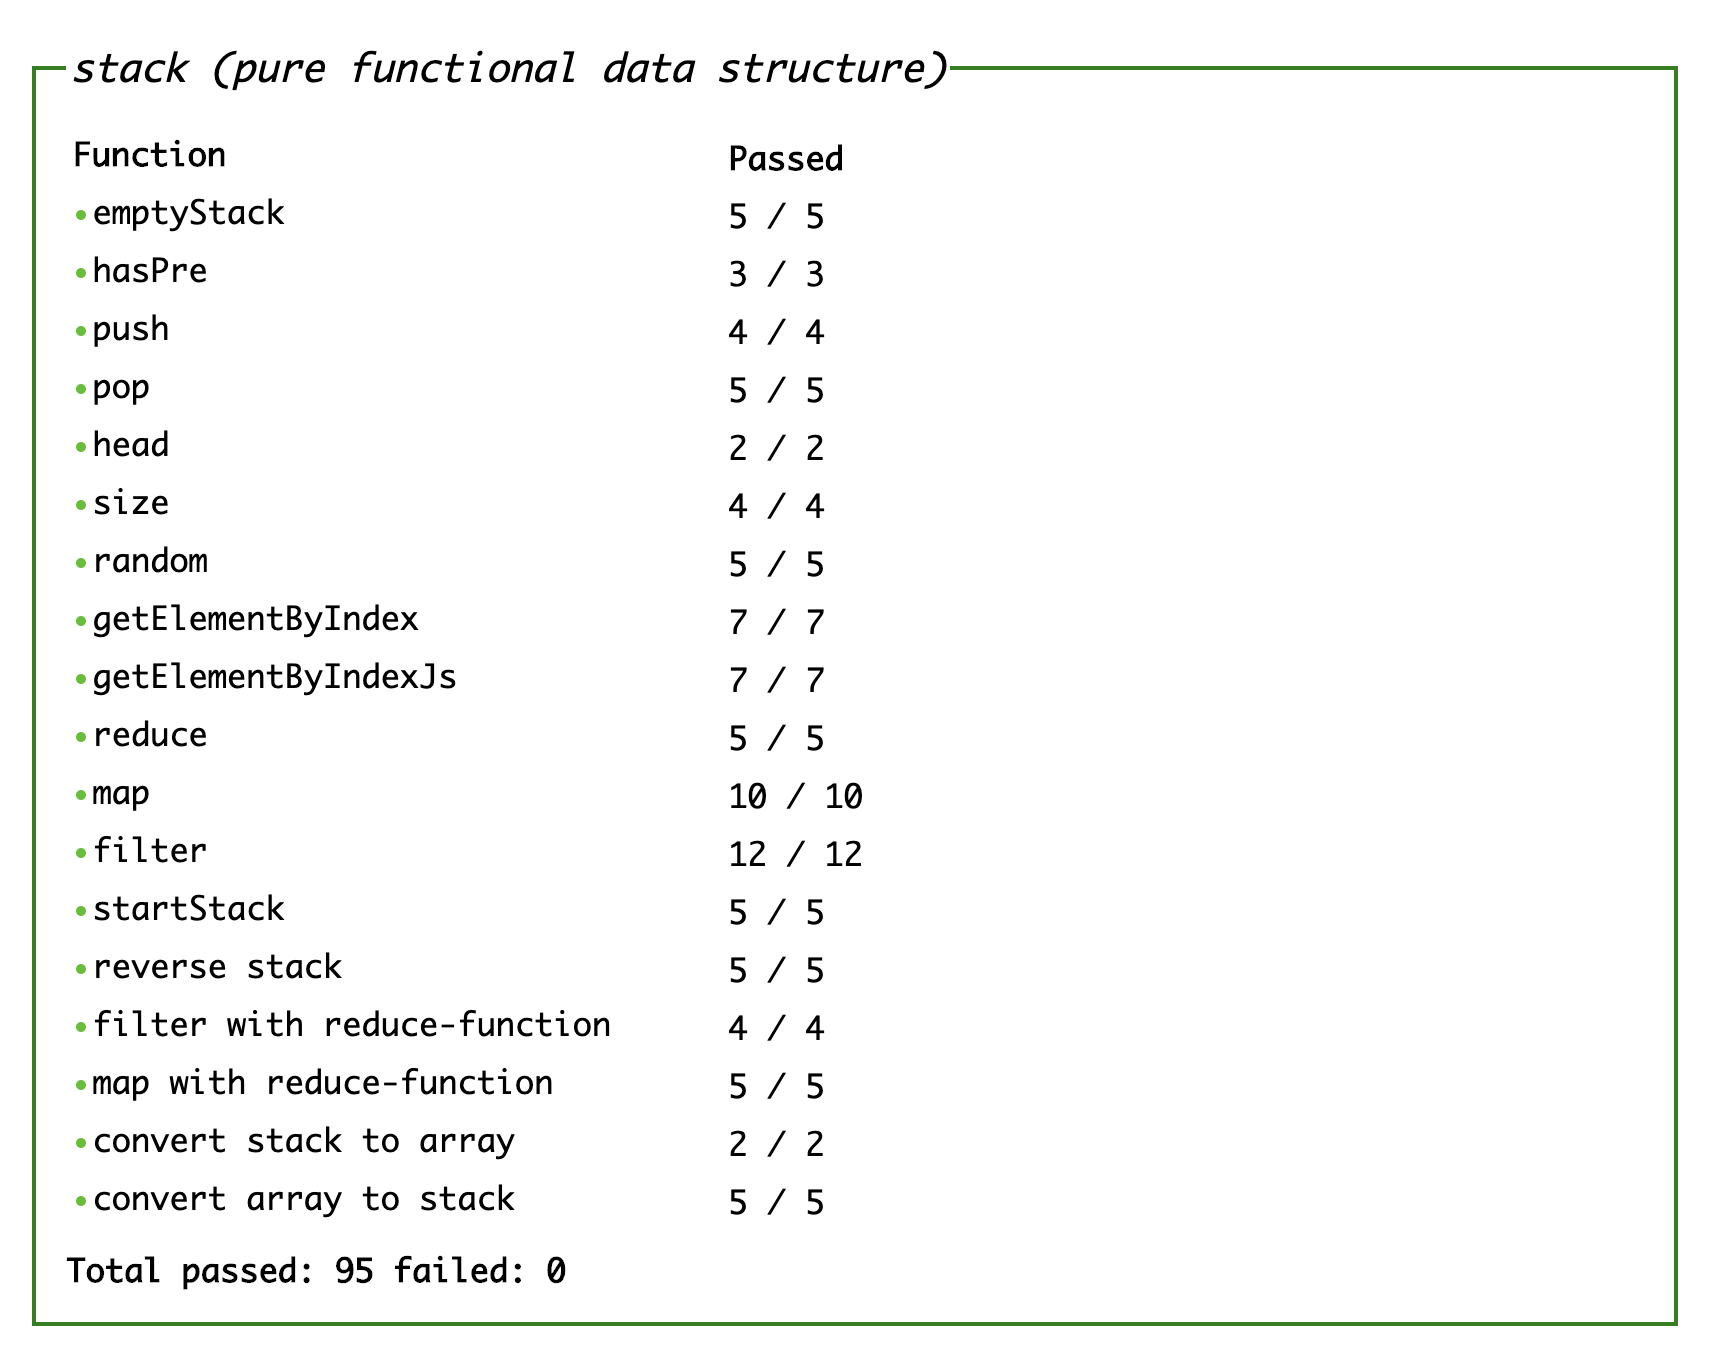 stack (pure functional data structure)
Function Passed
•emptyStack 5 / 5
•hasPre 3 / 3
•push 4 / 4
•pop 5 / 5
•head 2 / 2
•size 4 / 4
•random 5 / 5
•getElementByIndex 7 / 7
•getElementByIndexJs 7 / 7
•reduce 5 / 5
•map 10 / 10
•filter 12 / 12
•startStack 5 / 5
•reverse stack 5 / 5
•filter with reduce-function 4 / 4
•map with reduce-function 5 / 5
•convert stack to array 2 / 2
•convert array to stack 5 / 5
Total passed: 95 failed: 0